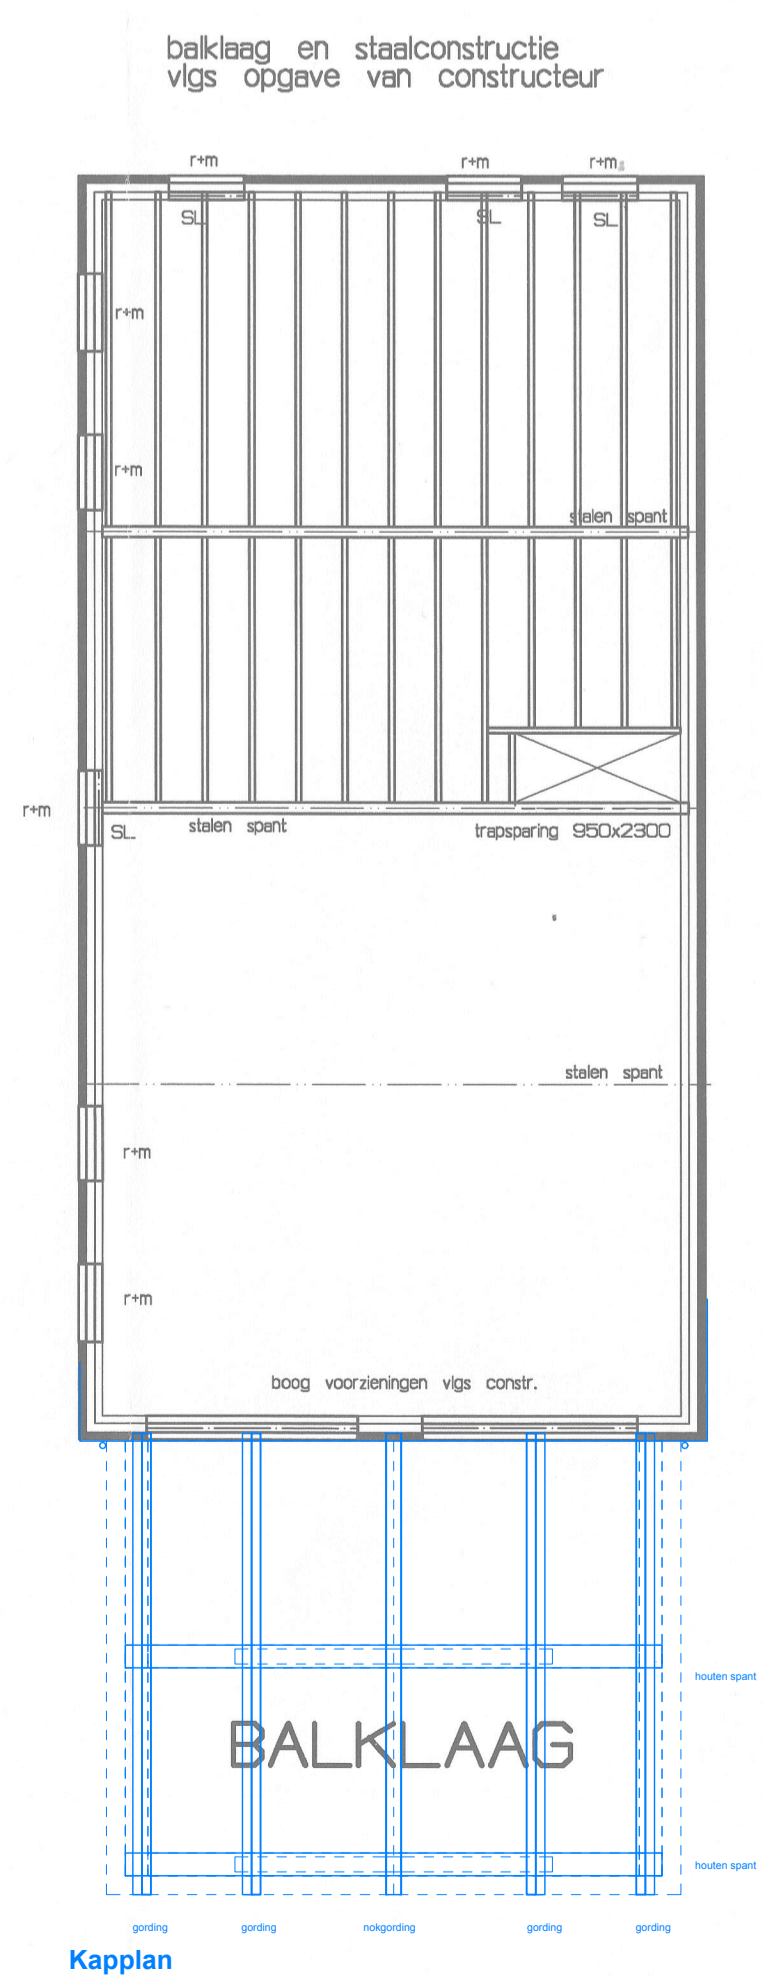 balklaag en staalconstructie
vlgs opgave van constructeur
r+m r+m r+m
SL SL SL
r+m
r+m
stalen spant
r+m
SL stalen spant trapsparing 950x2300
stalen spant
r+m
r+m
boog voorzieningen vlgs constr.
houten spant
BALKLAAG
houten spant
gording gording nokgording gording gording
Kapplan